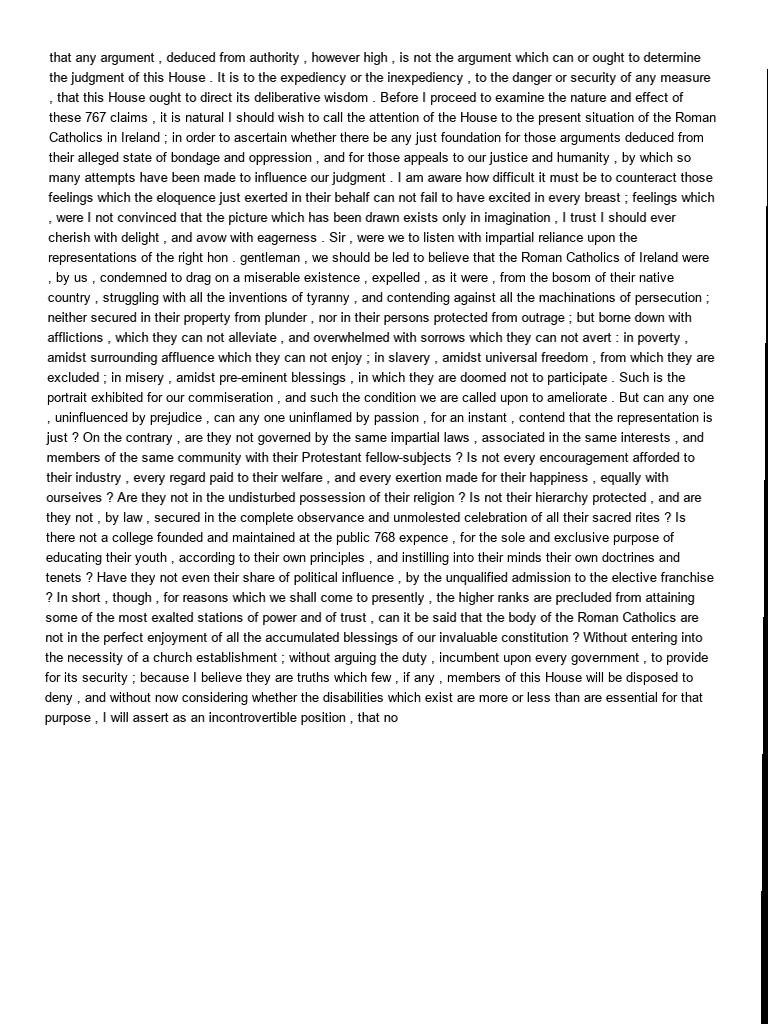 that any argument , deduced from authority , however high , is not the argument which can or ought to determine
the judgment of this House . It is to the expediency or the inexpediency , to the danger or security of any measure
, that this House ought to direct its deliberative wisdom . Before I proceed to examine the nature and effect of
these 767 claims , it is natural I should wish to call the attention of the House to the present situation of the Roman
Catholics in Ireland ; in order to ascertain whether there be any just foundation for those arguments deduced from
their alleged state of bondage and oppression , and for those appeals to our justice and humanity , by which so
many attempts have been made to influence our judgment . I am aware how difficult it must be to counteract those
feelings which the eloquence just exerted in their behalf can not fail to have excited in every breast ; feelings which
, were I not convinced that the picture which has been drawn exists only in imagination , I trust I should ever
cherish with delight , and avow with eagerness . Sir , were we to listen with impartial reliance upon the
representations of the right hon . gentleman , we should be led to believe that the Roman Catholics of Ireland were
, by us , condemned to drag on a miserable existence , expelled , as it were , from the bosom of their native
country , struggling with all the inventions of tyranny , and contending against all the machinations of persecution ;
neither secured in their property from plunder , nor in their persons protected from outrage ; but borne down with
afflictions , which they can not alleviate , and overwhelmed with sorrows which they can not avert : in poverty ,
amidst surrounding affluence which they can not enjoy ; in slavery , amidst universal freedom , from which they are
excluded ; in misery , amidst pre-eminent blessings , in which they are doomed not to participate . Such is the
portrait exhibited for our commiseration , and such the condition we are called upon to ameliorate . But can any one
, uninfluenced by prejudice , can any one uninflamed by passion , for an instant , contend that the representation is
just ? On the contrary , are they not governed by the same impartial laws , associated in the same interests , and
members of the same community with their Protestant fellow-subjects ? Is not every encouragement afforded to
their industry , every regard paid to their welfare , and every exertion made for their happiness , equally with
ourselves ? Are they not in the undisturbed possession of their religion ? Is not their hierarchy protected , and are
they not , by law , secured in the complete observance and unmolested celebration of all their sacred rites ? Is
there not a college founded and maintained at the public 768 expence , for the sole and exclusive purpose of
educating their youth , according to their own principles , and instilling into their minds their own doctrines and
tenets ? Have they not even their share of political influence , by the unqualified admission to the elective franchise
? In short , though , for reasons which we shall come to presently , the higher ranks are precluded from attaining
some of the most exalted stations of power and of trust , can it be said that the body of the Roman Catholics are
not in the perfect enjoyment of all the accumulated blessings of our invaluable constitution ? Without entering into
the necessity of a church establishment ; without arguing the duty , incumbent upon every government , to provide
for its security ; because I believe they are truths which few , if any , members of this House will be disposed to
deny , and without now considering whether the disabilities which exist are more or less than are essential for that
purpose , I will assert as an incontrovertible position , that no